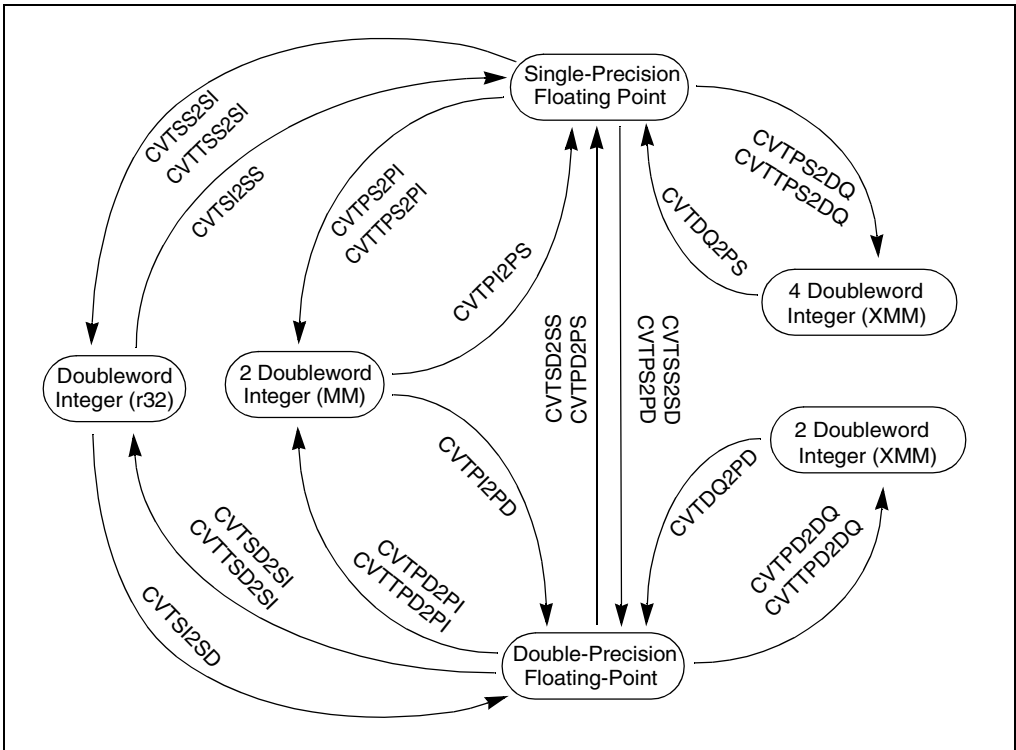 Single-Precision
Floating Point
CVTSS2SI
CVTTSS2SI
CVTSI2SS
CVTPS2PI
CVTTPS2PI
CVTPI2PS
CVTPS2DQ
CVTTPS2DQ
CVTDQ2PS
4 Doubleword
Integer (XMM)
Doubleword
Integer (r32)
2 Doubleword
Integer (MM)
CVTSD2SS
CVTPD2PS
CVTSS2SD
CVTPS2PD
2 Doubleword
Integer (XMM)
CVTPI2PD
CVTDQ2PD
CVTSD2SI
CVTTSD2SI
CVTPD2PI
CVTTPD2PI
CVTPD2DQ
CVTTPD2DQ
CVTSI2SD
Double-Precision
Floating-Point